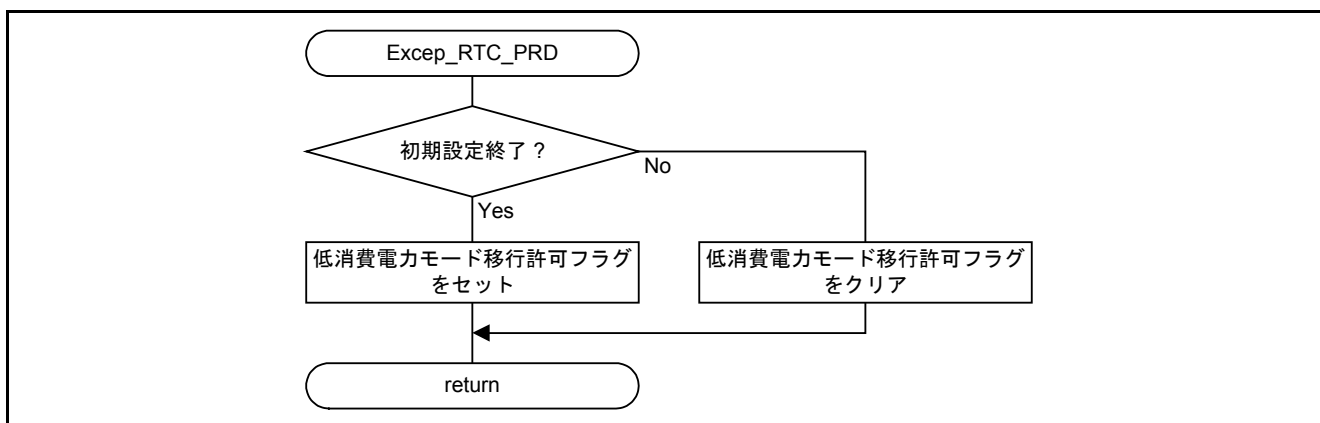 Excep_RTC_PRD
初期設定終了？
No
Yes
低消費電力モード移行許可フラグ
をセット
低消費電力モード移行許可フラグ
をクリア
return